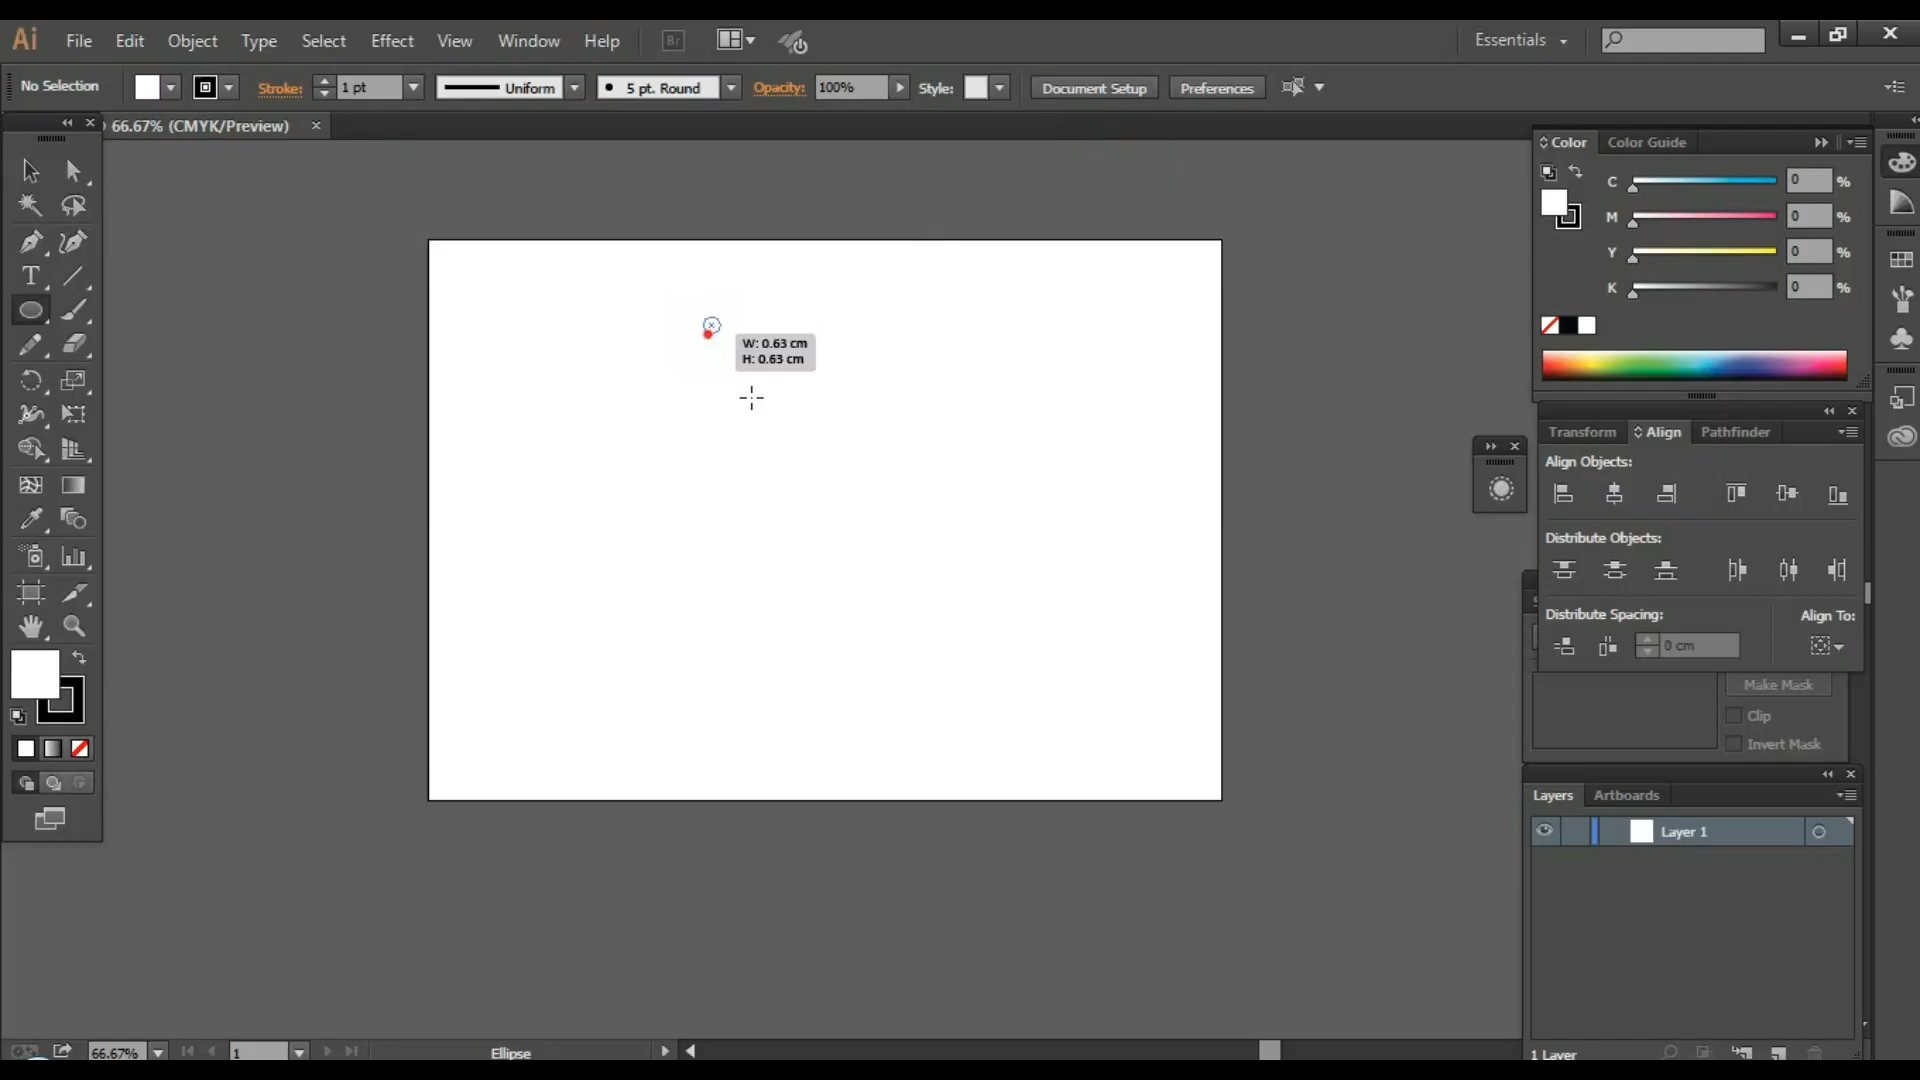 Ai File Edit Object Type Select Effect View Window Help Br Essentials
No Selection Stroke: 1 pt Uniform 5 pt. Round Opacity: 100% Style: Document Setup Preferences
66.67% (CMYK/Preview)
Color Color Guide
C 0 %
M 0 %
Y 0 %
K 0 %
W: 0.63 cm
H: 0.63 cm
Transform Align Pathfinder
Align Objects:
Distribute Objects:
Distribute Spacing: Align To:
0 cm
Make Mask
Clip
Invert Mask
Layers Artboards
Layer 1
66.67% 1 Ellipse 1 Layer